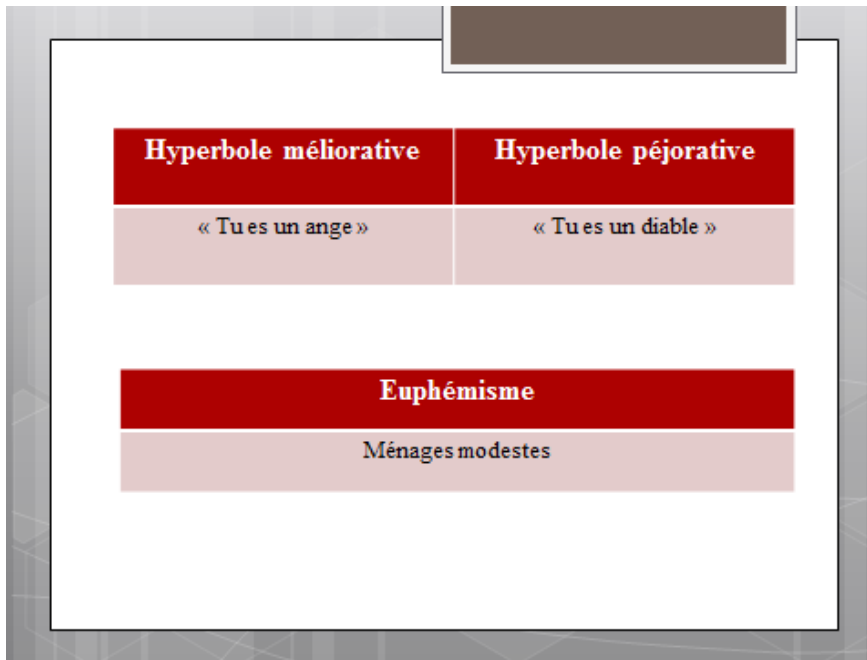 Hyperbole méliorative
Hyperbole péjorative
« Tu es un ange »
« Tu es un diable »
Euphémisme
Ménages modestes